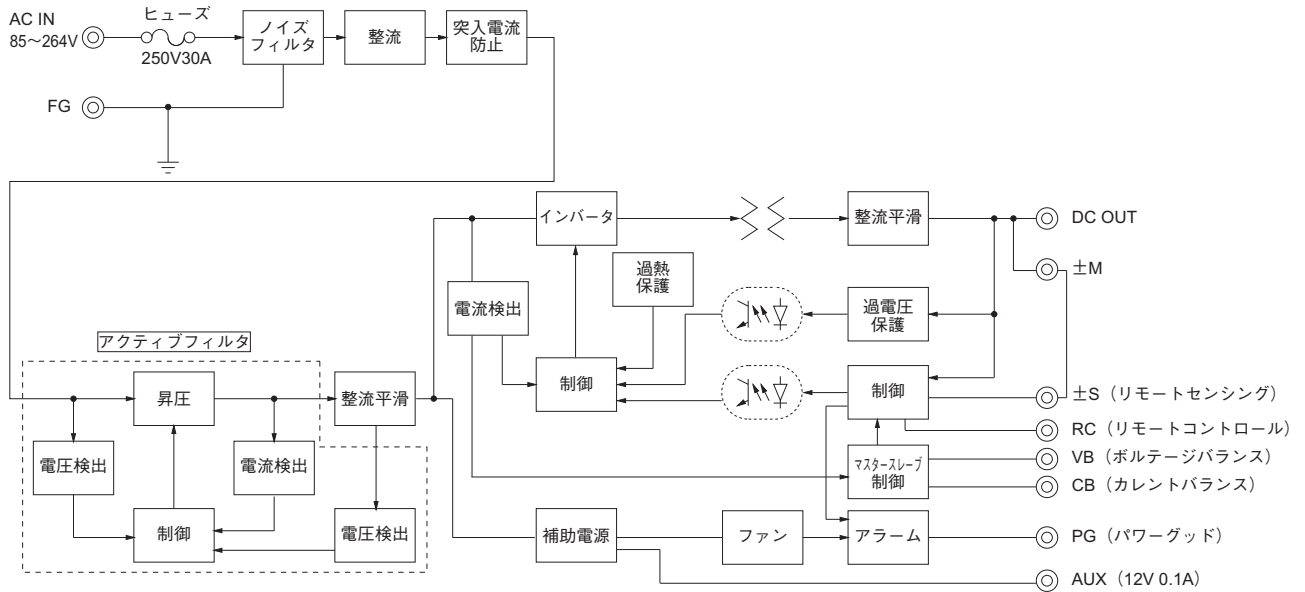 AC IN
85～264V
ヒューズ
250V30A
ノイズ
フィルタ
整流
突入電流
防止
FG
インバータ
整流平滑
DC OUT
±M
過熱
保護
電流検出
過電圧
保護
アクティブフィルタ
昇圧
整流平滑
制御
制御
±S（リモートセンシング）
RC（リモートコントロール）
電圧検出
電流検出
マスタースレーブ
制御
VB（ボルテージバランス）
CB（カレントバランス）
制御
電圧検出
補助電源
ファン
アラーム
PG（パワーグッド）
AUX（12V 0.1A）